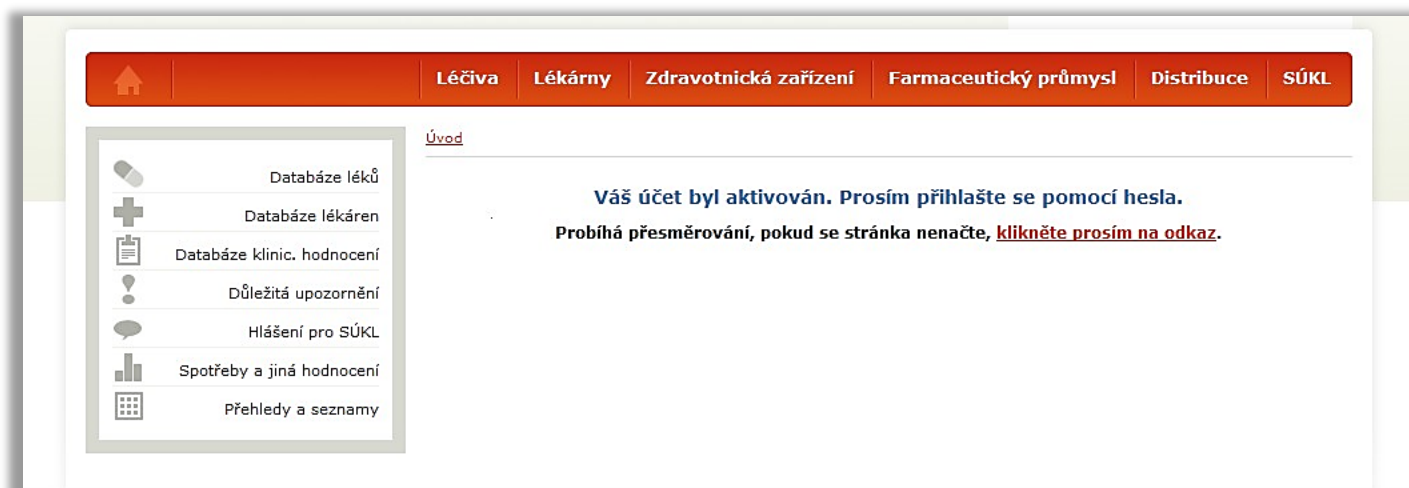 Léčiva Lékárny Zdravotnická zařízení Farmaceutický průmysl Distribuce SÚKL
Úvod
Databáze léků
Databáze lékáren
Databáze klinic. hodnocení
Důležitá upozornění
Hlášení pro SÚKL
Spotřeby a jiná hodnocení
Přehledy a seznamy
Váš účet byl aktivován. Prosím přihlašte se pomocí hesla.
Probíhá přesměrování, pokud se stránka nenačte, klikněte prosím na odkaz.